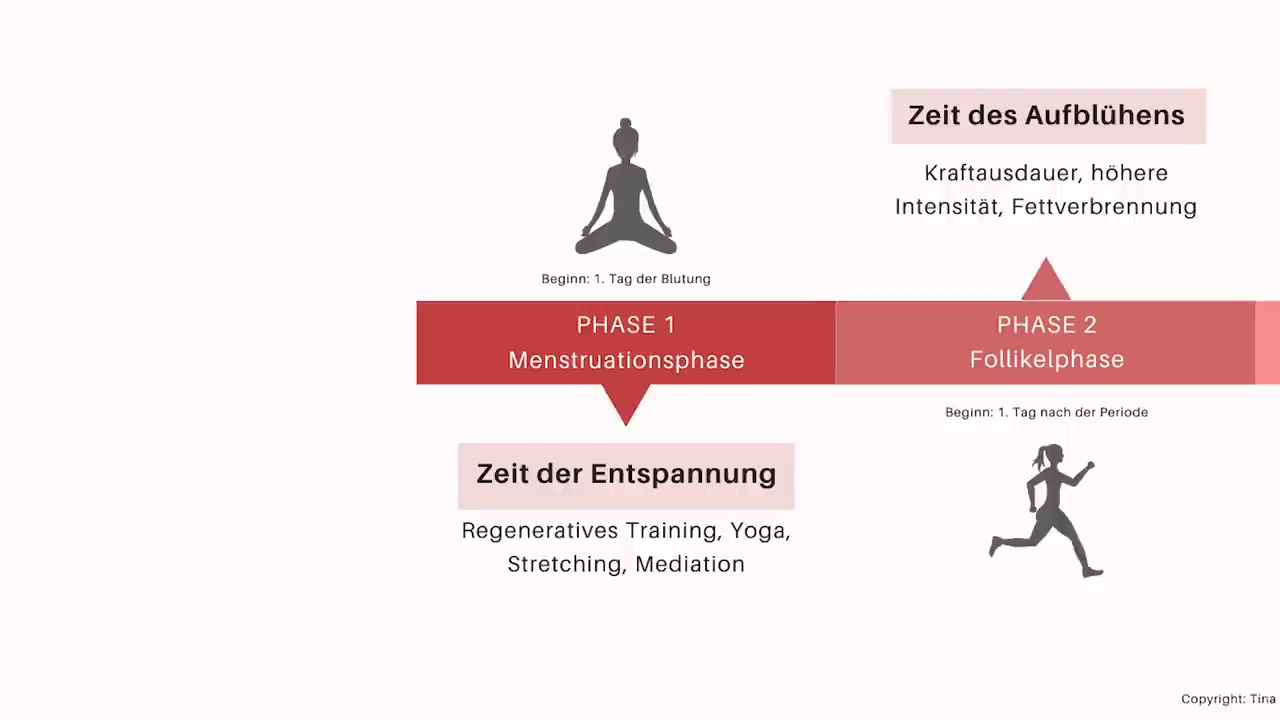 Beginn: 1. Tag der Blutung
PHASE 1
Menstruationsphase
Zeit der Entspannung
Regeneratives Training, Yoga,
Stretching, Mediation
Zeit des Aufblühens
Kraftausdauer, höhere
Intensität, Fettverbrennung
PHASE 2
Follikelphase
Beginn: 1. Tag nach der Periode
Copyright: Tina